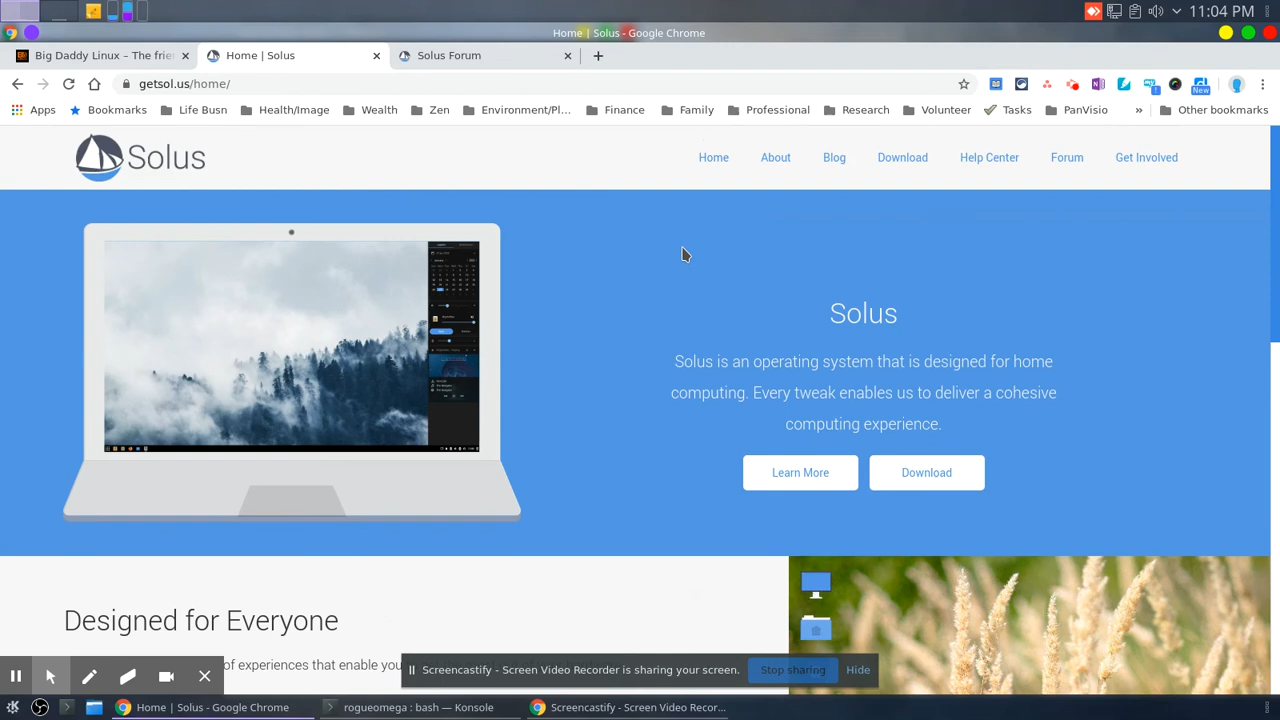 11:04 PM
Home | Solus - Google Chrome
Big Daddy Linux – The frie
Home | Solus
Solus Forum
getsol.us/home/
New
Apps
Bookmarks
Life Busn
Health/Image
Wealth
Zen
Environment/Pl...
Finance
Family
Professional
Research
Volunteer
Tasks
PanVisio
»
Other bookmarks
Solus
Home
About
Blog
Download
Help Center
Forum
Get Involved
Solus
Solus is an operating system that is designed for home
computing. Every tweak enables us to deliver a cohesive
computing experience.
Learn More
Download
Designed for Everyone
of experiences that enable you
Screencastify - Screen Video Recorder is sharing your screen.
Stop sharing
Hide
Home | Solus - Google Chrome
rogueomega : bash — Konsole
Screencastify - Screen Video Recor...